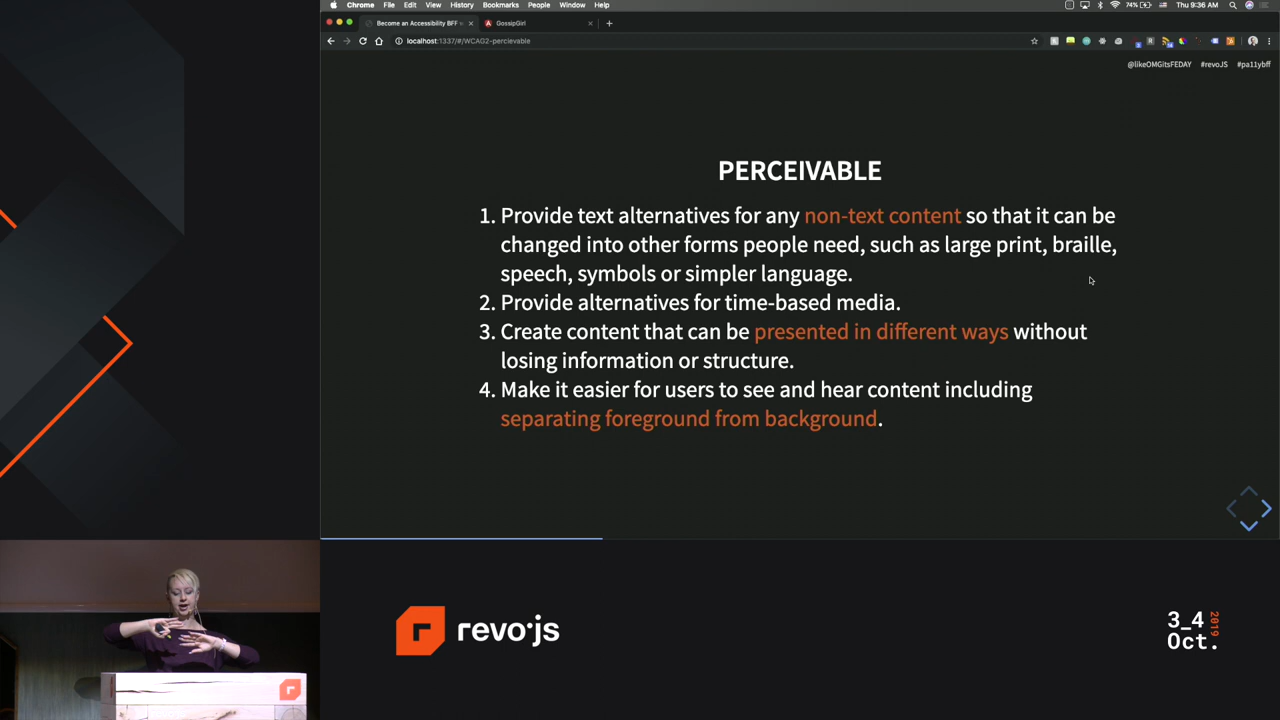 Chrome File Edit View History Bookmarks People Window Help 74% Thu 9:36 AM
Become an Accessibility BFF GossipGirl
localhost:1337/#/WCAG2-percievable
@likeOMGitsFEDAY #revoJS #pa11ybff
PERCEIVABLE
1. Provide text alternatives for any non-text content so that it can be
changed into other forms people need, such as large print, braille,
speech, symbols or simpler language.
2. Provide alternatives for time-based media.
3. Create content that can be presented in different ways without
losing information or structure.
4. Make it easier for users to see and hear content including
separating foreground from background.
r revo.js
3_4
Oct.
2019
r